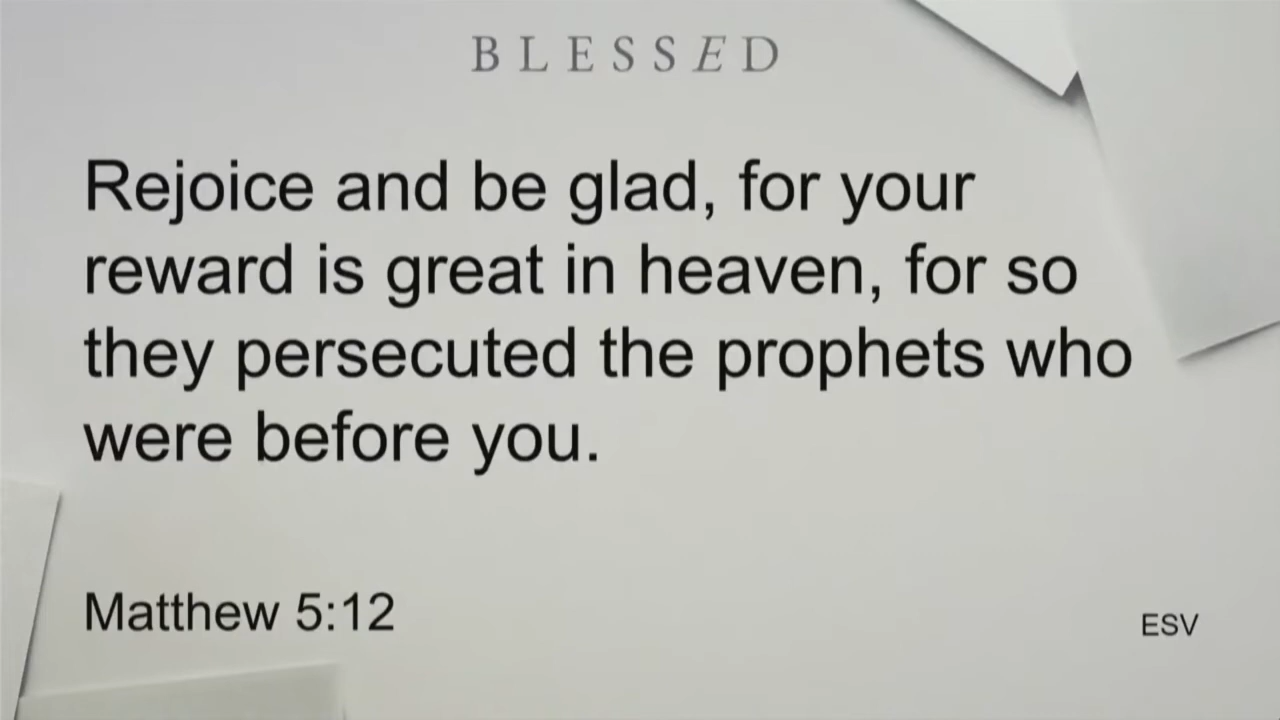 BLESSED
Rejoice and be glad, for your
reward is great in heaven, for so
they persecuted the prophets who
were before you.
Matthew 5:12
ESV